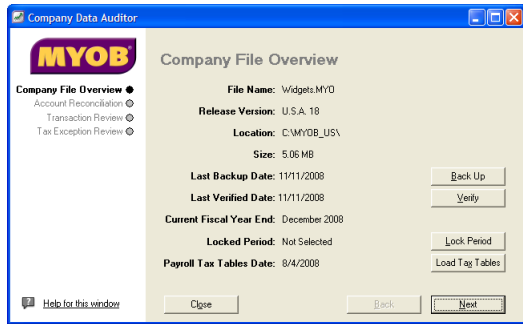 Company Data Auditor
MYOB
Company File Overview
Account Reconciliation
Transaction Review
Tax Exception Review
Company File Overview
File Name: Widgets.MYO
Release Version: U.S.A. 18
Location: C:\MYOB_US\
Size: 5.06 MB
Last Backup Date: 11/11/2008 Back Up
Last Verified Date: 11/11/2008 Verify
Current Fiscal Year End: December 2008
Locked Period: Not Selected Lock Period
Payroll Tax Tables Date: 8/4/2008 Load Tax Tables
? Help for this window
Close Back Next